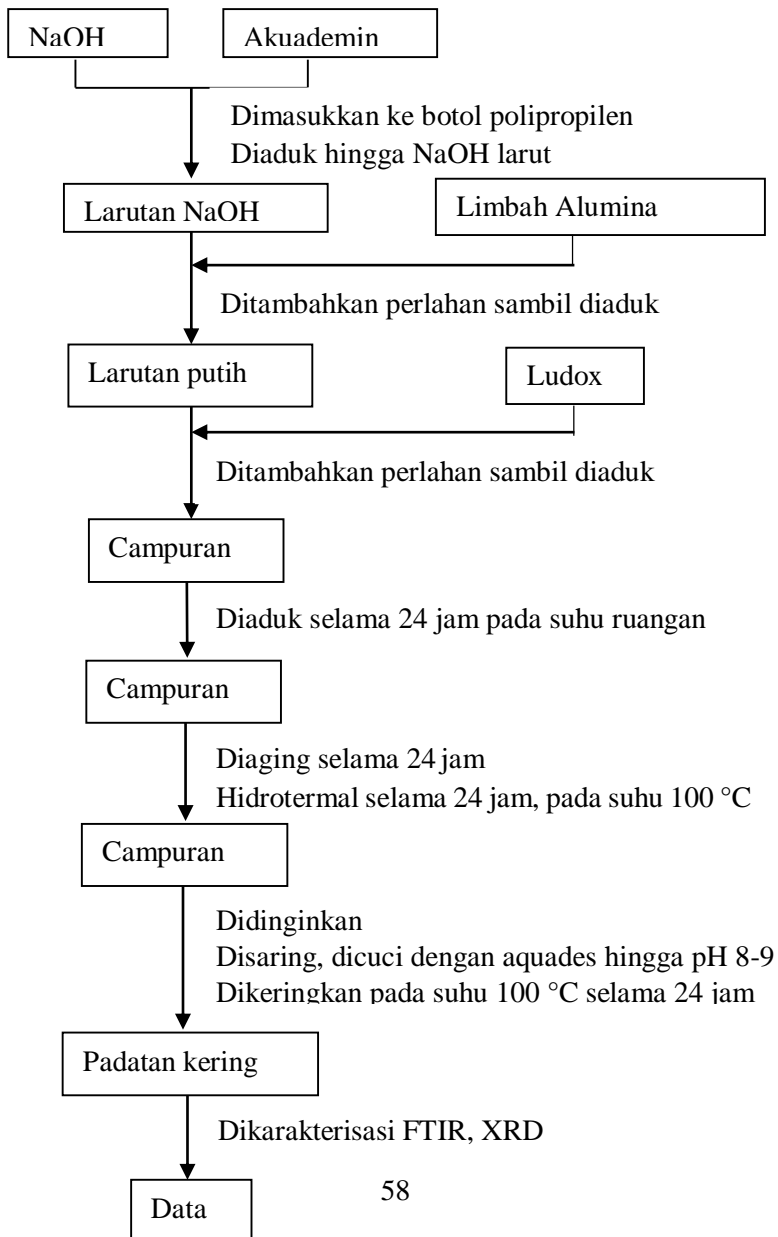 NaOH
Akuademin
Dimasukkan ke botol polipropilen
Diaduk hingga NaOH larut
Larutan NaOH
Limbah Alumina
Ditambahkan perlahan sambil diaduk
Larutan putih
Ludox
Ditambahkan perlahan sambil diaduk
Campuran
Diaduk selama 24 jam pada suhu ruangan
Campuran
Diaging selama 24 jam
Hidrotermal selama 24 jam, pada suhu 100 °C
Campuran
Didinginkan
Disaring, dicuci dengan aquades hingga pH 8-9
Dikeringkan pada suhu 100 °C selama 24 jam
Padatan kering
Dikarakterisasi FTIR, XRD
58
Data